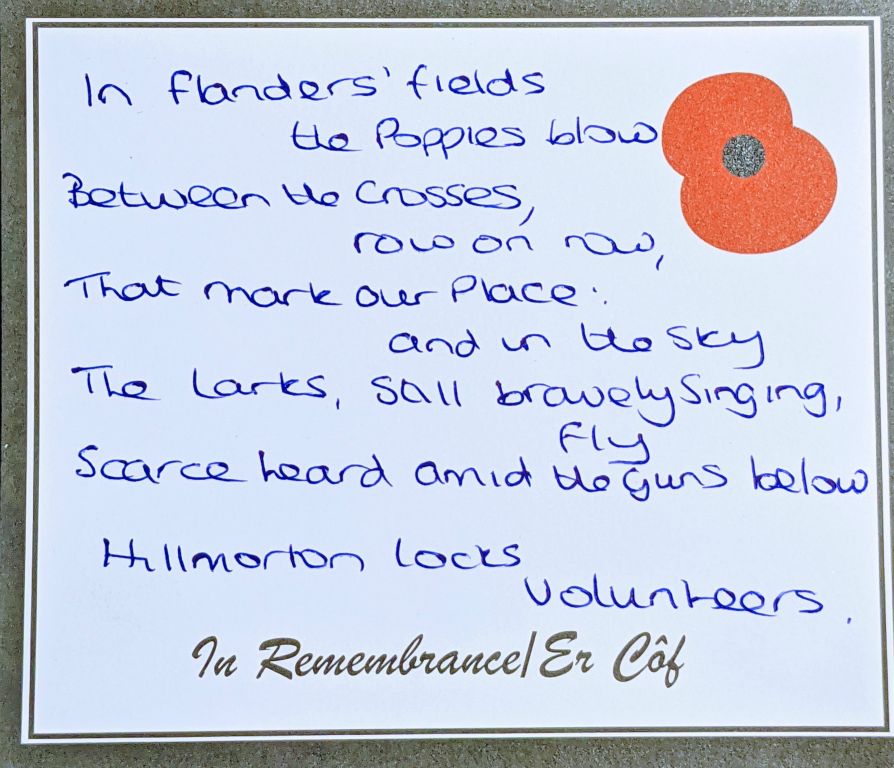 In Flanders' fields
the Poppies blow
Between the Crosses,
row on row,
That mark our Place:
and in the sky
The Larks, Still bravely Singing,
fly
Scarce heard amid the Guns below
Hillmorton Locks
Volunteers.
In Remembrance/Er Côf